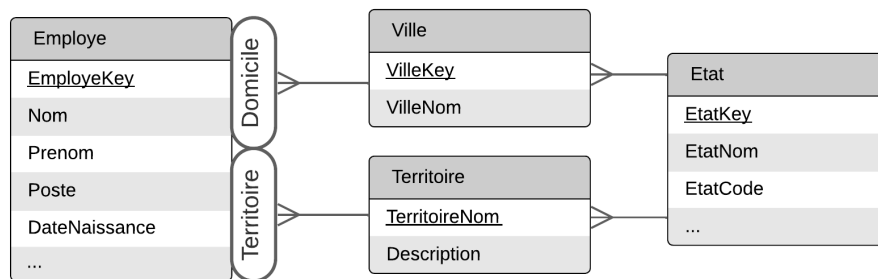 Employe
EmployeKey
Nom
Prenom
Poste
DateNaissance
...
Domicile
Territoire
Ville
VilleKey
VilleNom
Territoire
TerritoireNom
Description
Etat
EtatKey
EtatNom
EtatCode
...